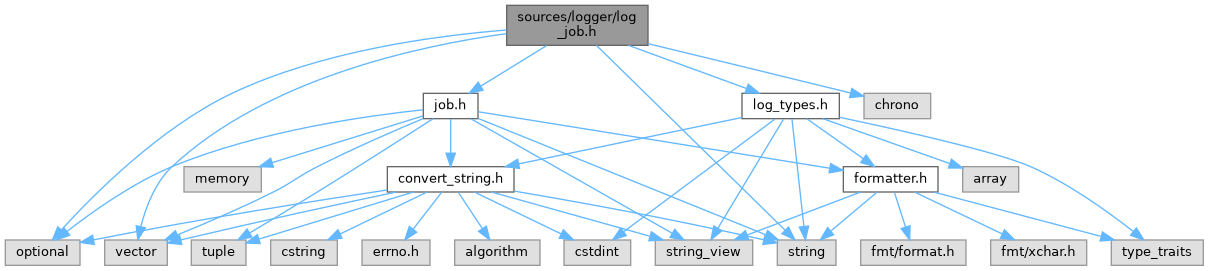 sources/logger/log
_job.h
job.h
log_types.h
chrono
memory
convert_string.h
formatter.h
array
optional
vector
tuple
cstring
errno.h
algorithm
cstdint
string_view
string
fmt/format.h
fmt/xchar.h
type_traits